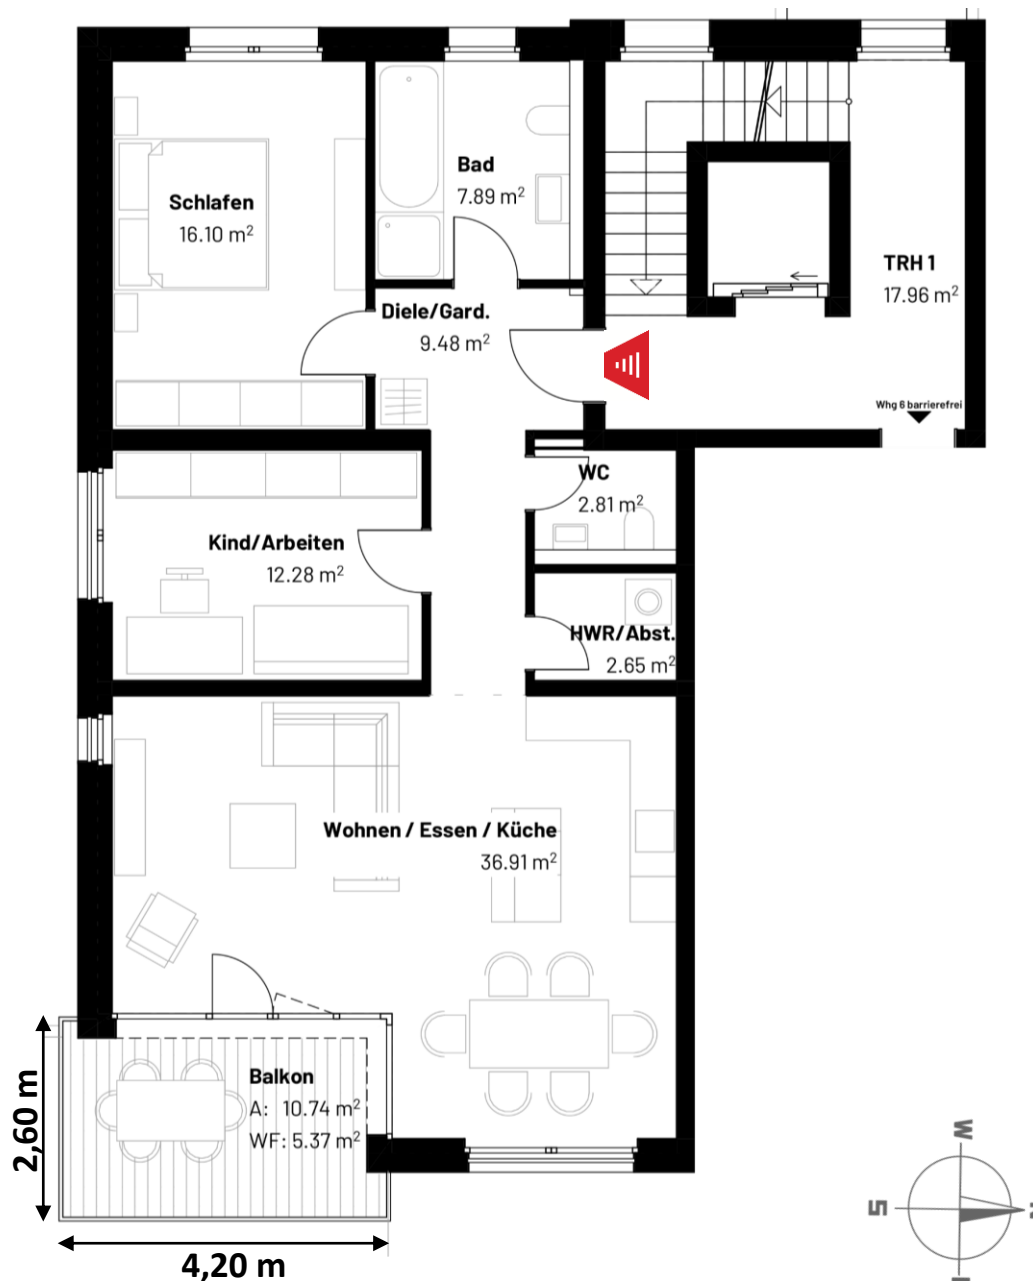 Schlafen
16.10 m²
Bad
7.89 m²
Diele/Gard.
9.48 m²
TRH 1
17.96 m²
Whg 6 barrierefrei
WC
2.81 m²
Kind/Arbeiten
12.28 m²
HWR/Abst.
2.65 m²
Wohnen / Essen / Küche
36.91 m²
Balkon
A: 10.74 m²
WF: 5.37 m²
2,60 m
4,20 m
W
S